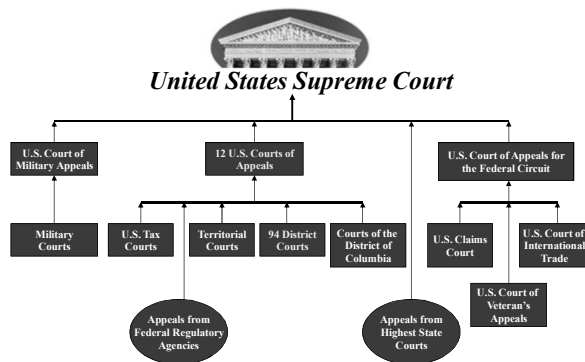 United States Supreme Court
U.S. Court of
Military Appeals
12 U.S. Courts of
Appeals
U.S. Court of Appeals for
the Federal Circuit
Military
Courts
U.S. Tax
Courts
Territorial
Courts
94 District
Courts
Courts of the
District of
Columbia
U.S. Claims
Court
U.S. Court of
International
Trade
U.S. Court of
Veteran's
Appeals
Appeals from
Federal Regulatory
Agencies
Appeals from
Highest State
Courts